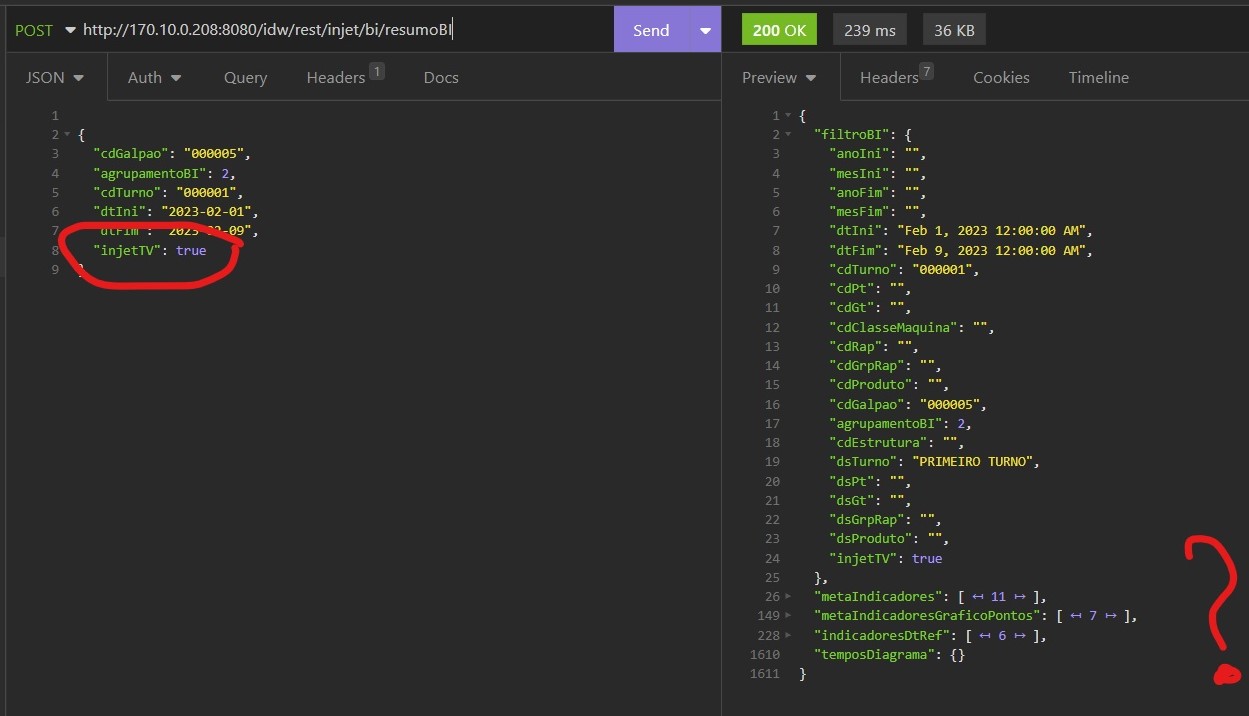 POST http://170.10.0.208:8080/idw/rest/injet/bi/resumoBI Send 200 OK 239 ms 36 KB
JSON Auth Query Headers 1 Docs Preview Headers 7 Cookies Timeline
1
2 {
3 "cdGalpao": "000005",
4 "agrupamentoBI": 2,
5 "cdTurno": "000001",
6 "dtIni": "2023-02-01",
7 "dtFim": "2023-02-09",
8 "injetTV": true
9 }
1 {
2 "filtroBI": {
3 "anoIni": "",
4 "mesIni": "",
5 "anoFim": "",
6 "mesFim": "",
7 "dtIni": "Feb 1, 2023 12:00:00 AM",
8 "dtFim": "Feb 9, 2023 12:00:00 AM",
9 "cdTurno": "000001",
10 "cdPt": "",
11 "cdGt": "",
12 "cdClasseMaquina": "",
13 "cdRap": "",
14 "cdGrpRap": "",
15 "cdProduto": "",
16 "cdGalpao": "000005",
17 "agrupamentoBI": 2,
18 "cdEstrutura": "",
19 "dsTurno": "PRIMEIRO TURNO",
20 "dsPt": "",
21 "dsGt": "",
22 "dsGrpRap": "",
23 "dsProduto": "",
24 "injetTV": true
25 },
26 "metaIndicadores": [ ↤ 11 ↦ ],
149 "metaIndicadoresGraficoPontos": [ ↤ 7 ↦ ],
228 "indicadoresDtRef": [ ↤ 6 ↦ ],
1610 "temposDiagrama": {}
1611 }
?